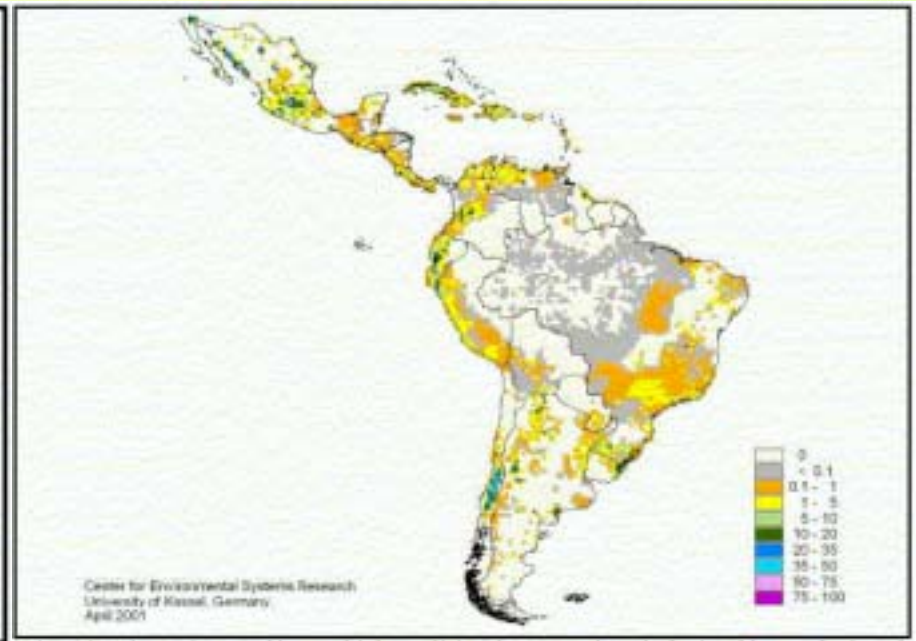 0
< 0.1
0.1 - 1
1 - 5
5 - 10
10 - 20
20 - 35
35 - 50
50 - 75
75 - 100
Center for Environmental Systems Research
University of Kassel, Germany
April 2001